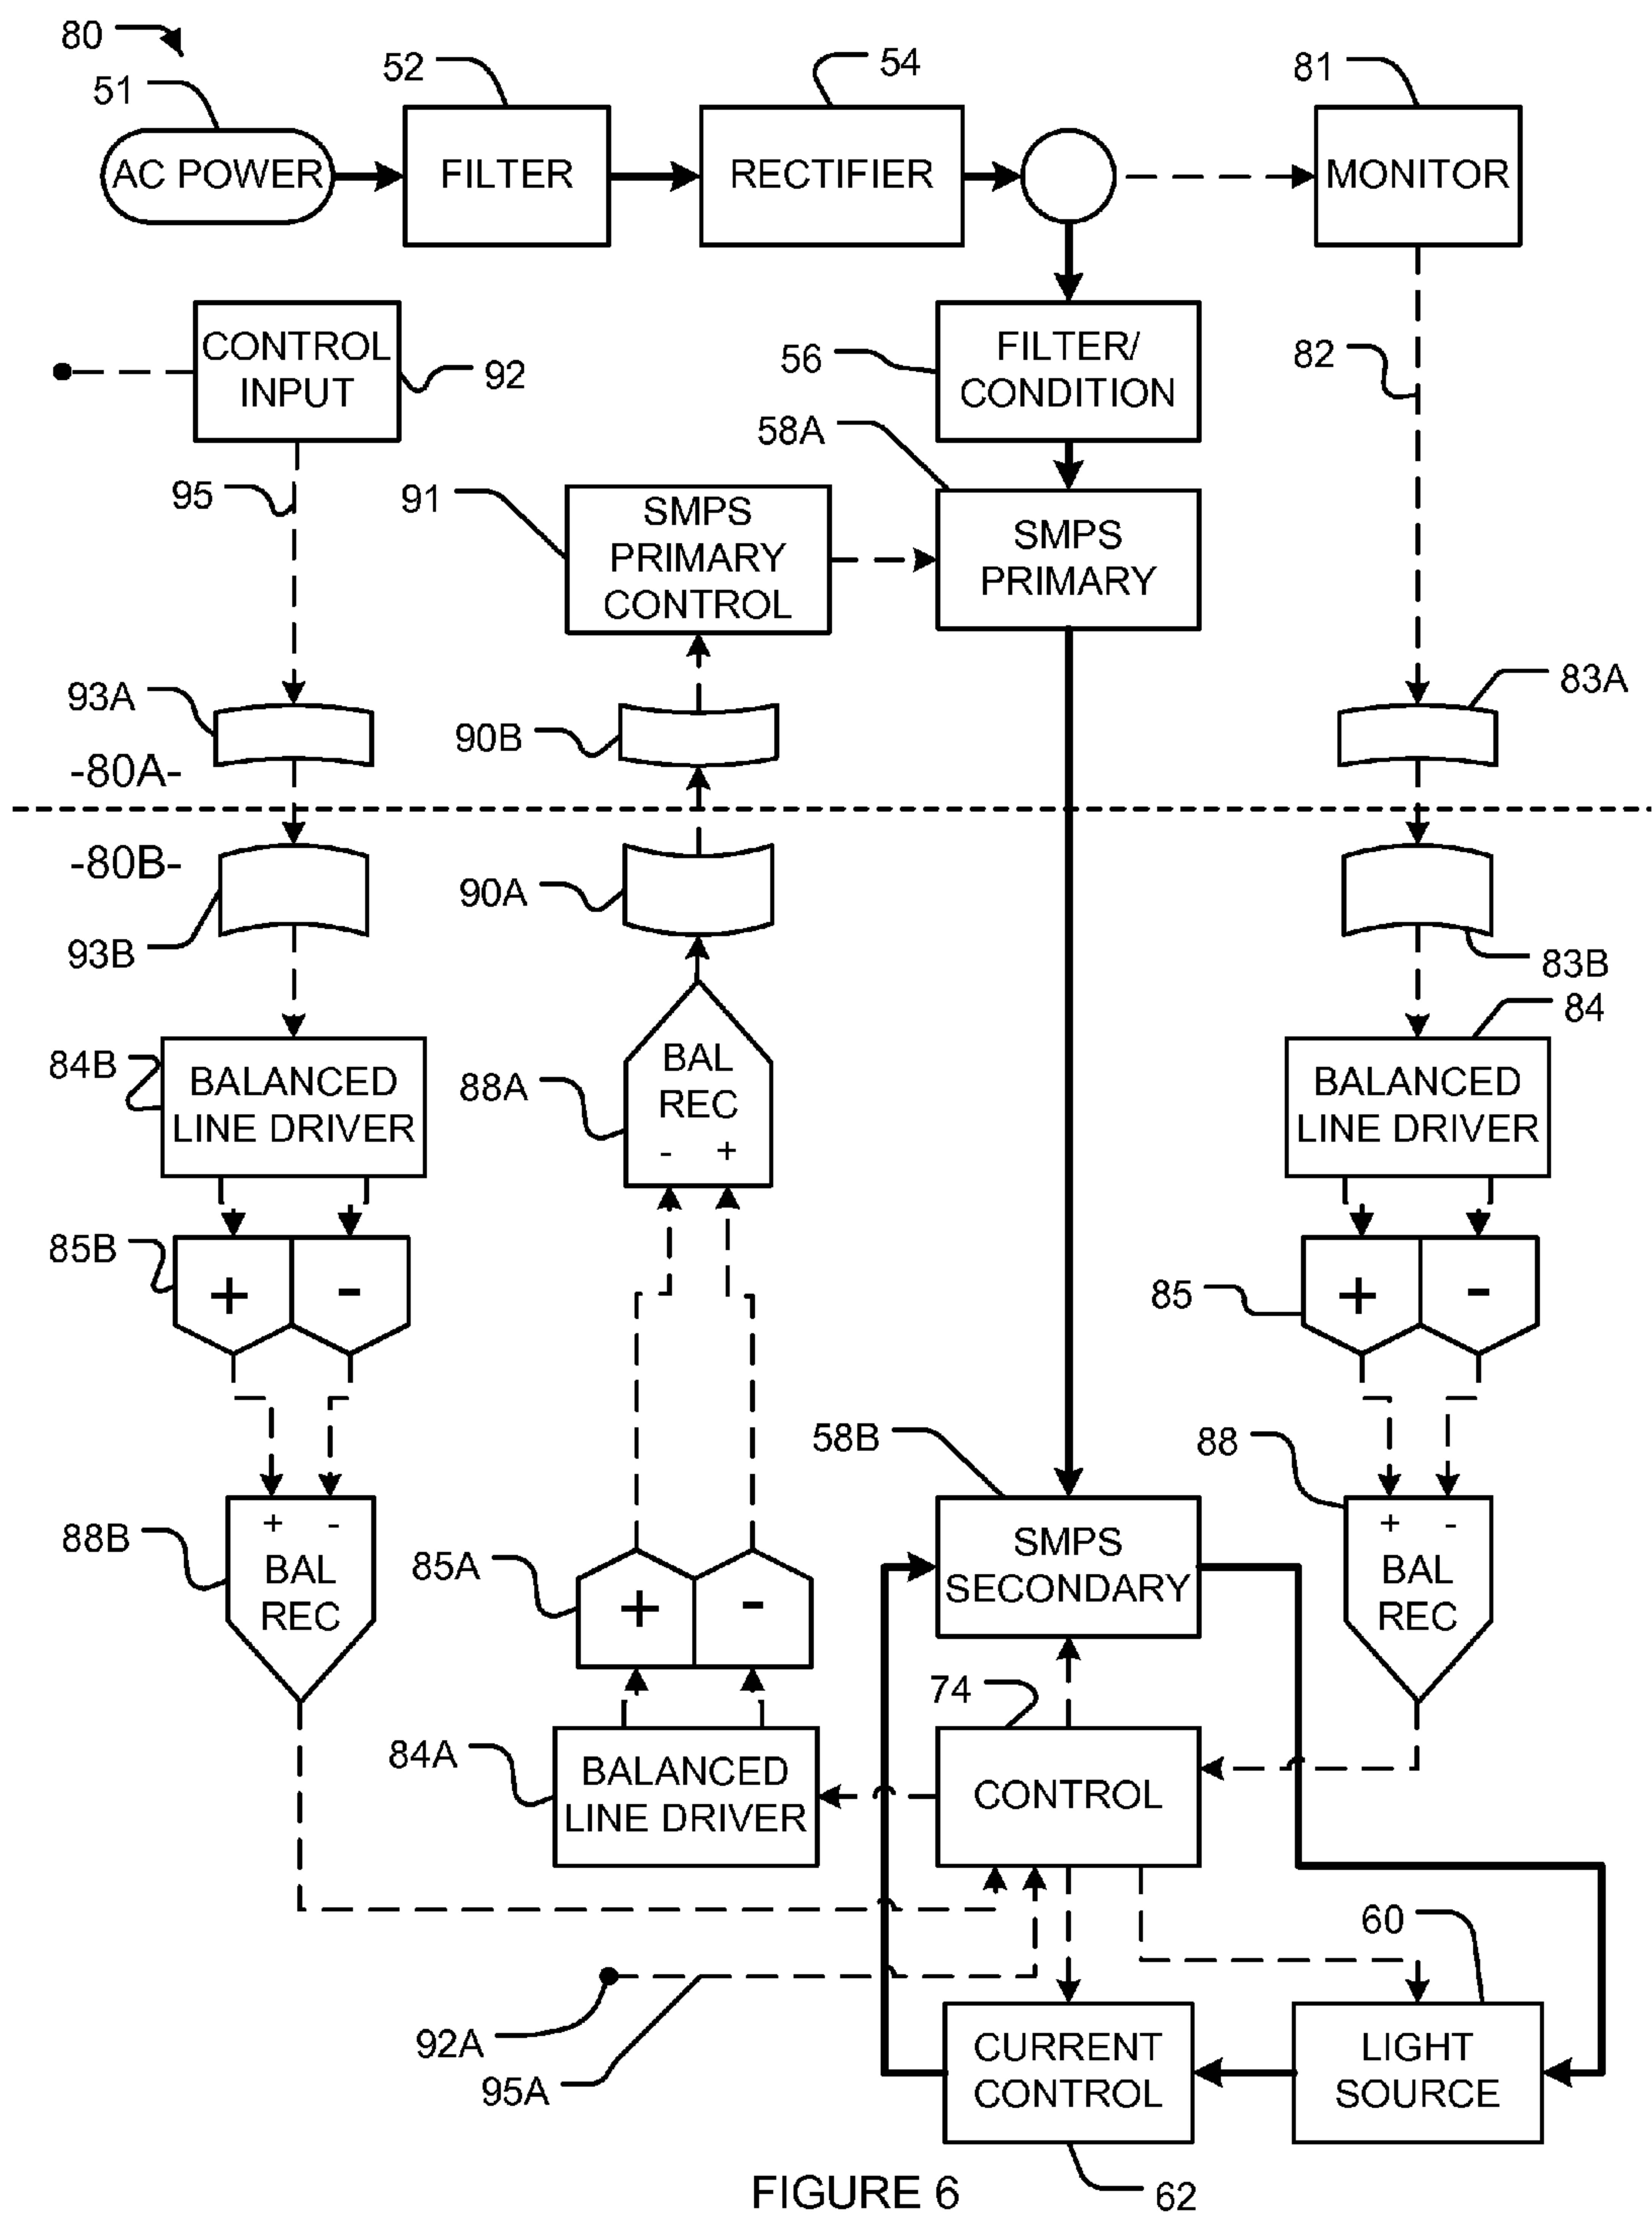 80
51
52
54
81
AC POWER
FILTER
RECTIFIER
MONITOR
CONTROL
INPUT
92
56
FILTER/
CONDITION
82
58A
95
91
SMPS
PRIMARY
CONTROL
SMPS
PRIMARY
93A
90B
83A
-80A-
-80B-
93B
90A
83B
84
84B
BALANCED
LINE DRIVER
88A
BAL
REC
- +
BALANCED
LINE DRIVER
85B
+ -
85
+ -
58B
88
88B
+ -
BAL
REC
85A
+ -
SMPS
SECONDARY
+ -
BAL
REC
74
84A
BALANCED
LINE DRIVER
CONTROL
60
92A
95A
CURRENT
CONTROL
LIGHT
SOURCE
62
FIGURE 6